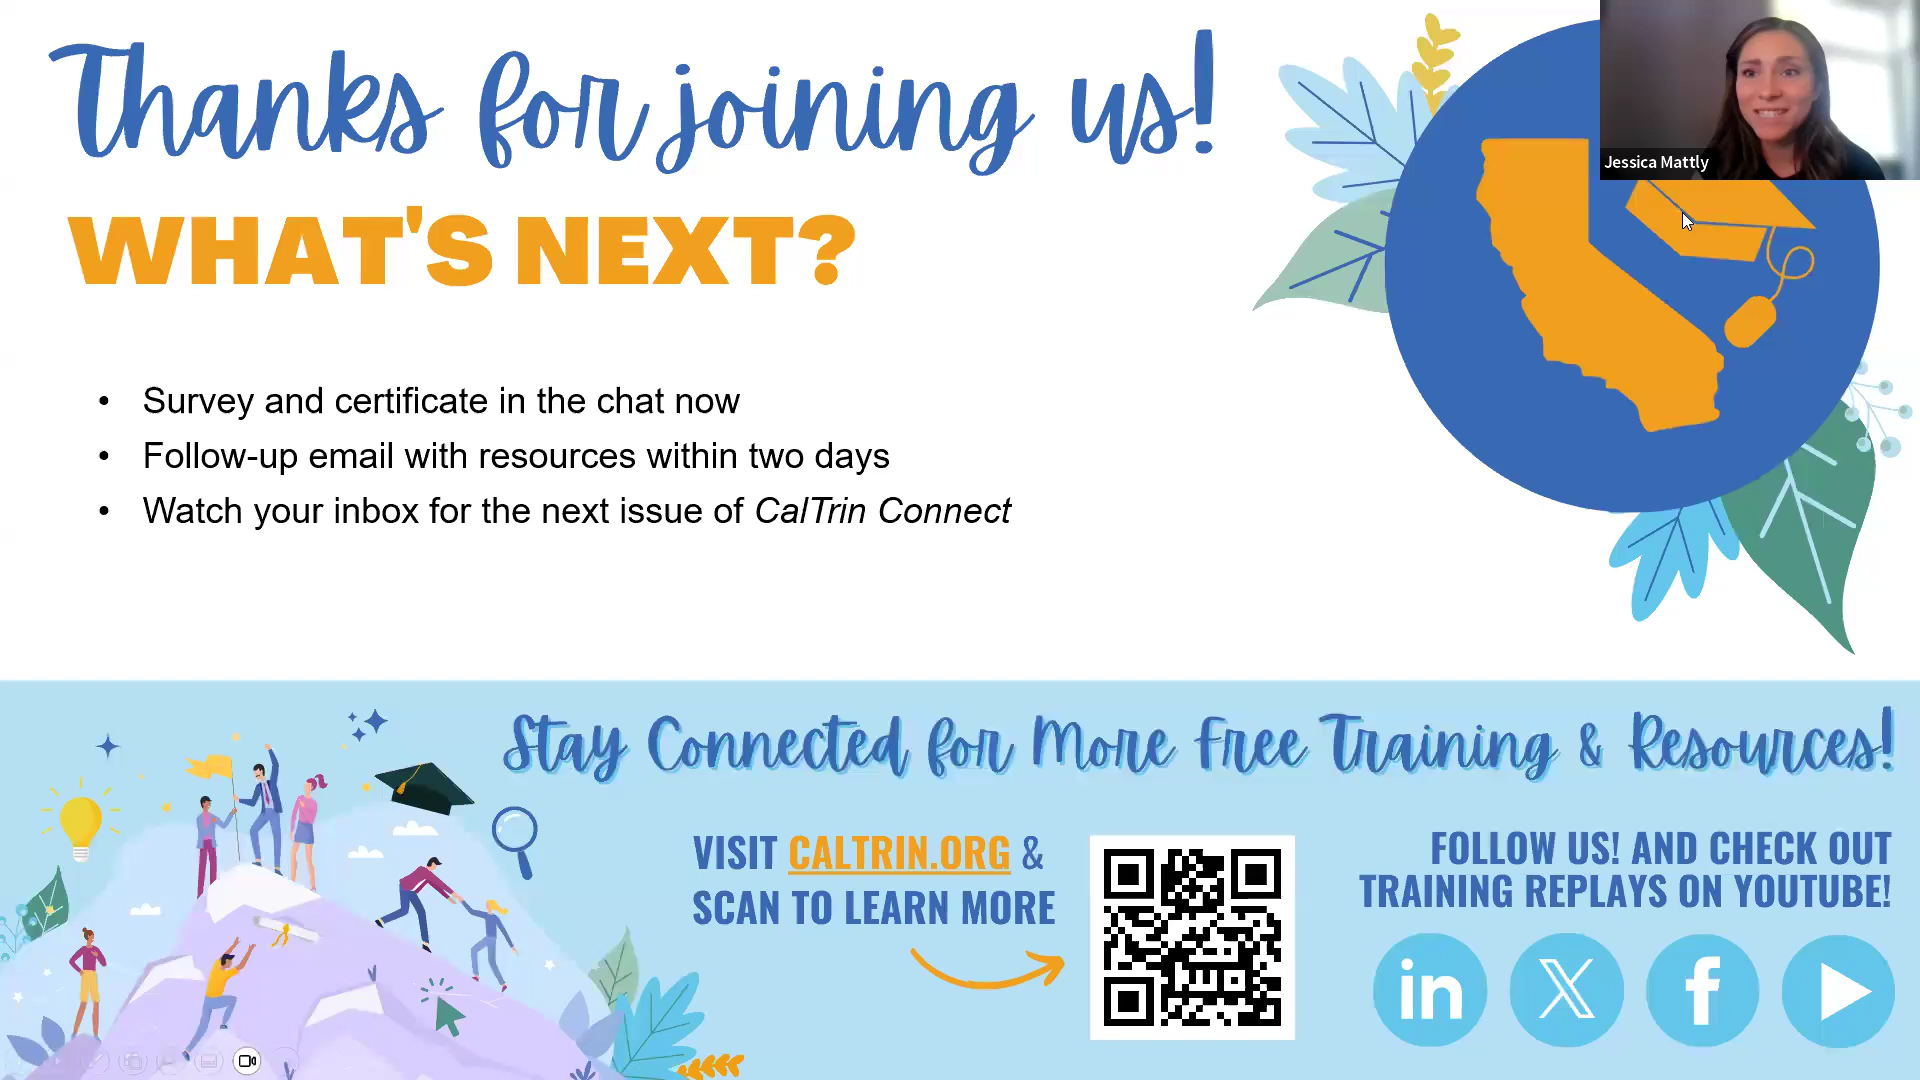 Thanks for joining us!
WHAT'S NEXT?
Jessica Mattly
• Survey and certificate in the chat now
• Follow-up email with resources within two days
• Watch your inbox for the next issue of CalTrin Connect
Stay Connected for More Free Training & Resources!
VISIT CALTRIN.ORG &
SCAN TO LEARN MORE
FOLLOW US! AND CHECK OUT
TRAINING REPLAYS ON YOUTUBE!
in
X
f